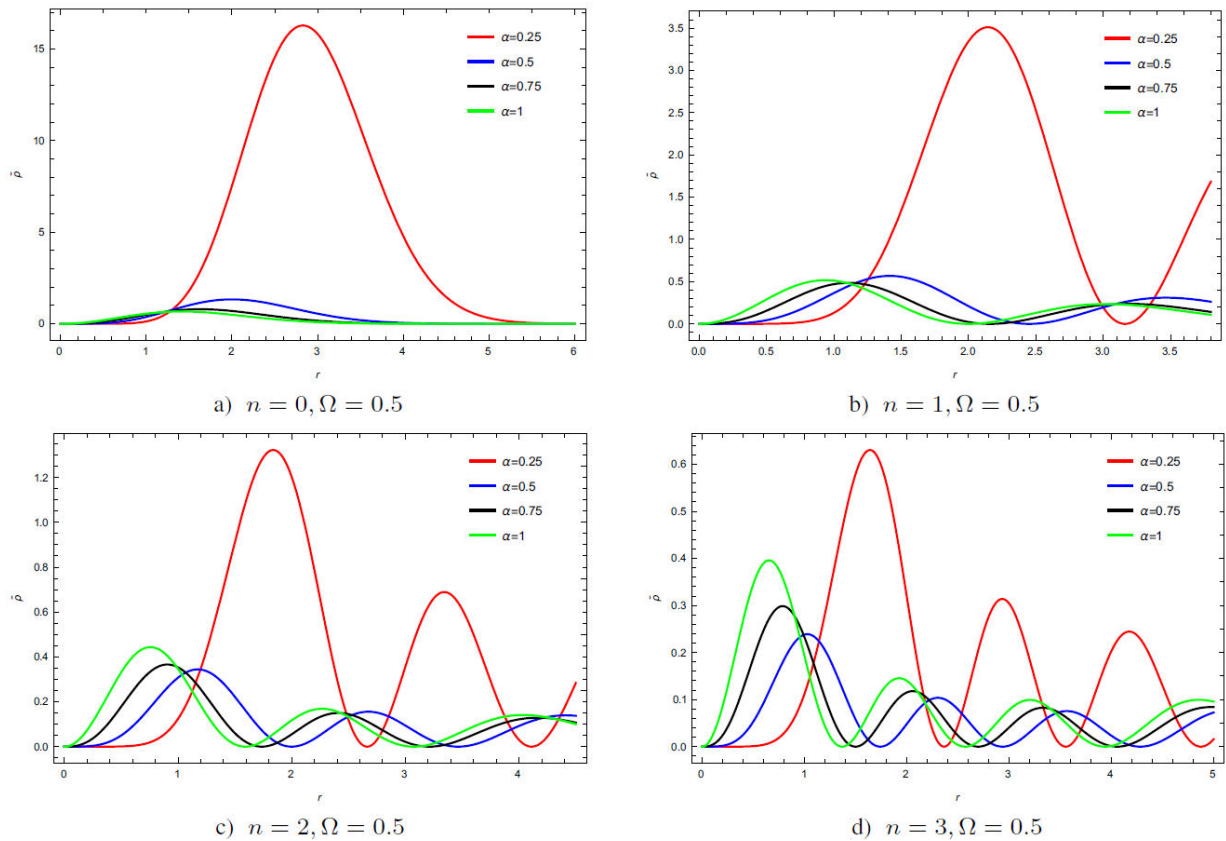 α=0.25
α=0.5
α=0.75
α=1
15
10
5
0
ρ̄
0 1 2 3 4 5 6
r
a) n = 0, Ω = 0.5
α=0.25
α=0.5
α=0.75
α=1
3.5
3.0
2.5
2.0
1.5
1.0
0.5
0.0
ρ̄
0.0 0.5 1.0 1.5 2.0 2.5 3.0 3.5
r
b) n = 1, Ω = 0.5
α=0.25
α=0.5
α=0.75
α=1
1.2
1.0
0.8
0.6
0.4
0.2
0.0
ρ̄
0 1 2 3 4
r
c) n = 2, Ω = 0.5
α=0.25
α=0.5
α=0.75
α=1
0.6
0.5
0.4
0.3
0.2
0.1
0.0
ρ̄
0 1 2 3 4 5
r
d) n = 3, Ω = 0.5